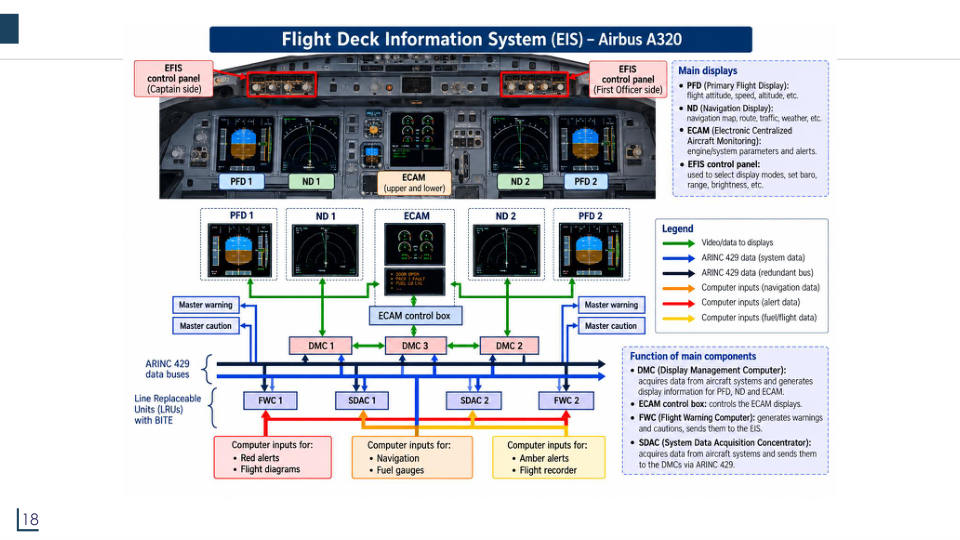 Flight Deck Information System (EIS) – Airbus A320
EFIS
control panel
(Captain side)
EFIS
control panel
(First Officer side)
PFD 1
ND 1
ECAM
(upper and lower)
ND 2
PFD 2
Main displays
• PFD (Primary Flight Display):
flight attitude, speed, altitude, etc.
• ND (Navigation Display):
navigation map, route, traffic, weather, etc.
• ECAM (Electronic Centralized
Aircraft Monitoring):
engine/system parameters and alerts.
• EFIS control panel:
used to select display modes, set baro,
range, brightness, etc.
PFD 1
ND 1
ECAM
ND 2
PFD 2
Legend
Video/data to displays
ARINC 429 data (system data)
ARINC 429 data (redundant bus)
Computer inputs (navigation data)
Computer inputs (alert data)
Computer inputs (fuel/flight data)
Master warning
Master caution
ECAM control box
Master warning
Master caution
DMC 1
DMC 3
DMC 2
ARINC 429
data buses
Line Replaceable
Units (LRUs)
with BITE
FWC 1
SDAC 1
SDAC 2
FWC 2
Computer inputs for:
• Red alerts
• Flight diagrams
Computer inputs for:
• Navigation
• Fuel gauges
Computer inputs for:
• Amber alerts
• Flight recorder
Function of main components
• DMC (Display Management Computer):
acquires data from aircraft systems and generates
display information for PFD, ND and ECAM.
• ECAM control box: controls the ECAM displays.
• FWC (Flight Warning Computer): generates warnings
and cautions, sends them to the EIS.
• SDAC (System Data Acquisition Concentrator):
acquires data from aircraft systems and sends them
to the DMCs via ARINC 429.
18